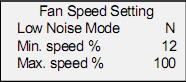 Fan Speed Setting
Low Noise Mode N
Min. speed % 12
Max. speed % 100